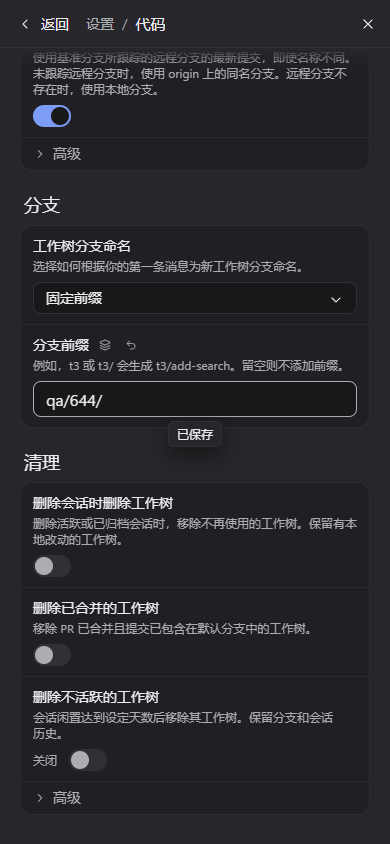 返回 设置 / 代码
使用基准分支所跟踪的远程分支的最新提交，即使名称不同。
未跟踪远程分支时，使用 origin 上的同名分支。远程分支不
存在时，使用本地分支。
高级
分支
工作树分支命名
选择如何根据你的第一条消息为新工作树分支命名。
固定前缀
分支前缀
例如，t3 或 t3/ 会生成 t3/add-search。留空则不添加前缀。
qa/644/
已保存
清理
删除会话时删除工作树
删除活跃或已归档会话时，移除不再使用的工作树。保留有本
地改动的工作树。
删除已合并的工作树
移除 PR 已合并且提交已包含在默认分支中的工作树。
删除不活跃的工作树
会话闲置达到设定天数后移除其工作树。保留分支和会话
历史。
关闭
高级